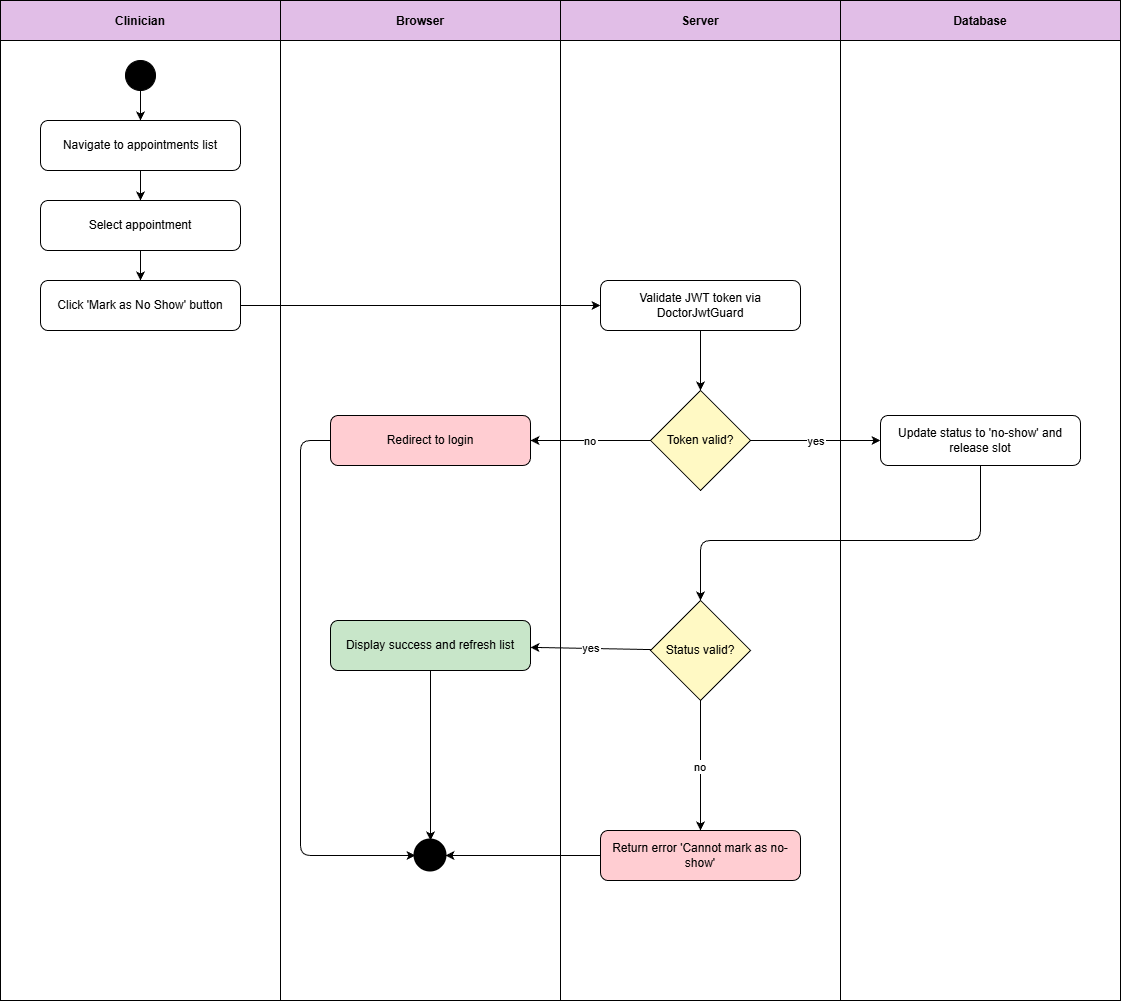 Clinician
Browser
Server
Database
Navigate to appointments list
Select appointment
Click 'Mark as No Show' button
Validate JWT token via
DoctorJwtGuard
Redirect to login
no
Token valid?
yes
Update status to 'no-show' and
release slot
Display success and refresh list
yes
Status valid?
no
Return error 'Cannot mark as no-
show'